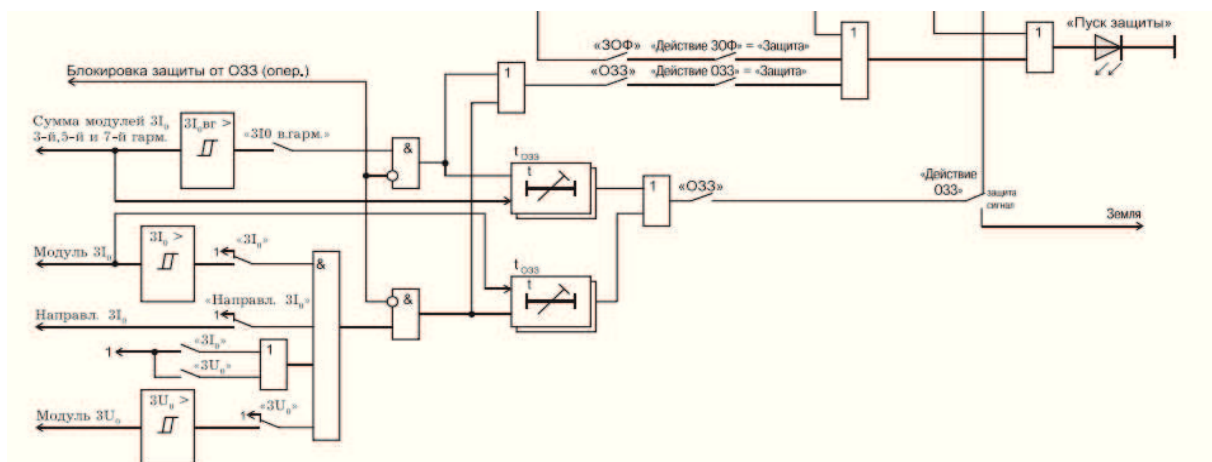 «Пуск защиты»
1
1
«ЗОФ» «Действие ЗОФ» = «Защита»
Блокировка защиты от ОЗЗ (опер.)
1
«ОЗЗ» «Действие ОЗЗ» = «Защита»
Сумма модулей 3I₀
3-й,5-й и 7-й гарм.
3I₀вг >
«3I0 в.гарм.»
&
tОЗЗ
t
1
«ОЗЗ»
«Действие
ОЗЗ»
защита
сигнал
Земля
Модуль 3I₀
3I₀ >
1
«3I₀»
&
tОЗЗ
t
Направл. 3I₀
«Направл. 3I₀»
1
&
1
«3I₀»
«3U₀»
1
Модуль 3U₀
3U₀ >
1
«3U₀»